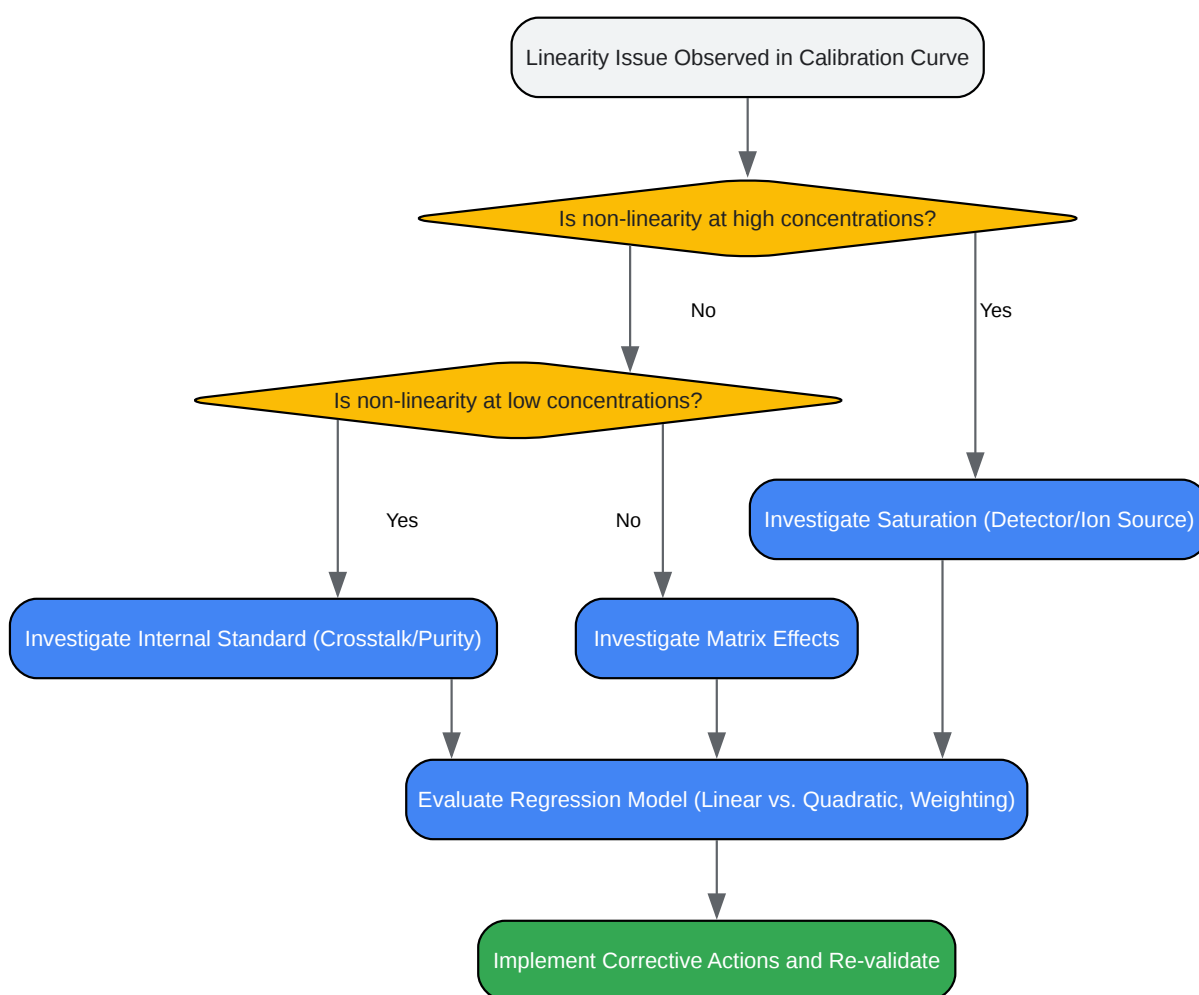 Linearity Issue Observed in Calibration Curve
Is non-linearity at high concentrations?
No
Yes
Is non-linearity at low concentrations?
Investigate Saturation (Detector/Ion Source)
Yes
No
Investigate Internal Standard (Crosstalk/Purity)
Investigate Matrix Effects
Evaluate Regression Model (Linear vs. Quadratic, Weighting)
Implement Corrective Actions and Re-validate